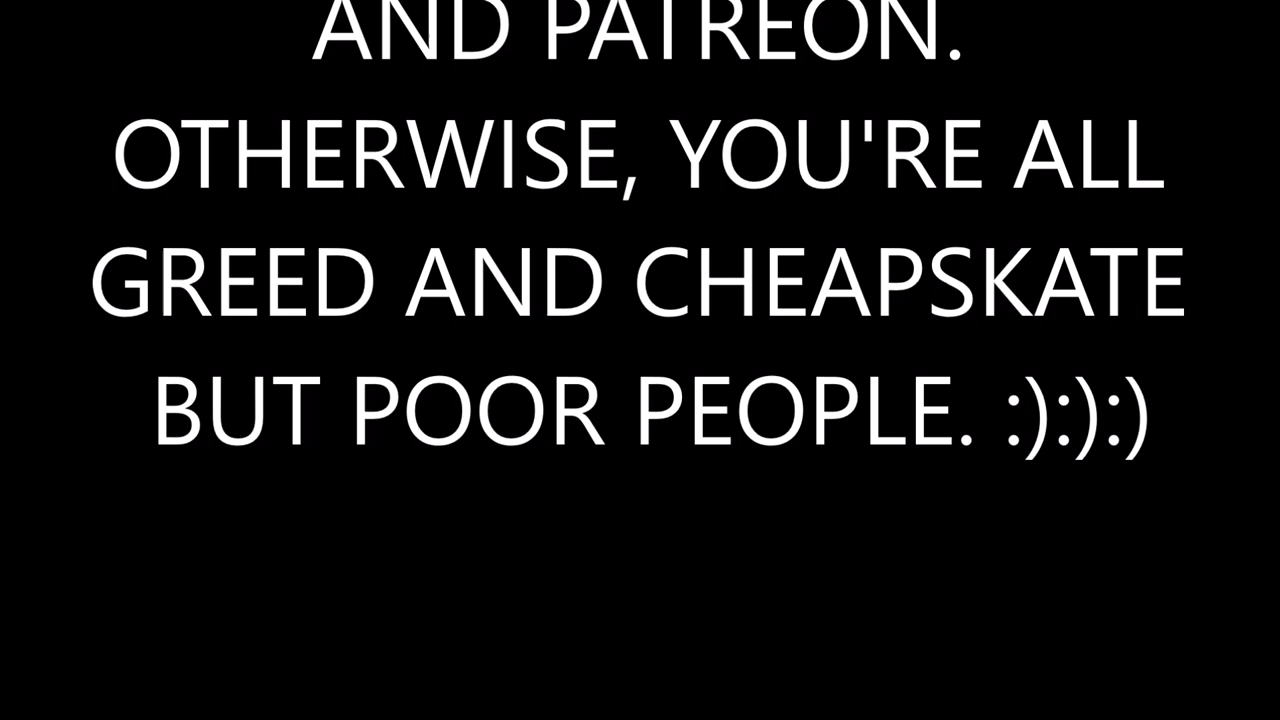 AND PATREON.
OTHERWISE, YOU'RE ALL
GREED AND CHEAPSKATE
BUT POOR PEOPLE. :):):)